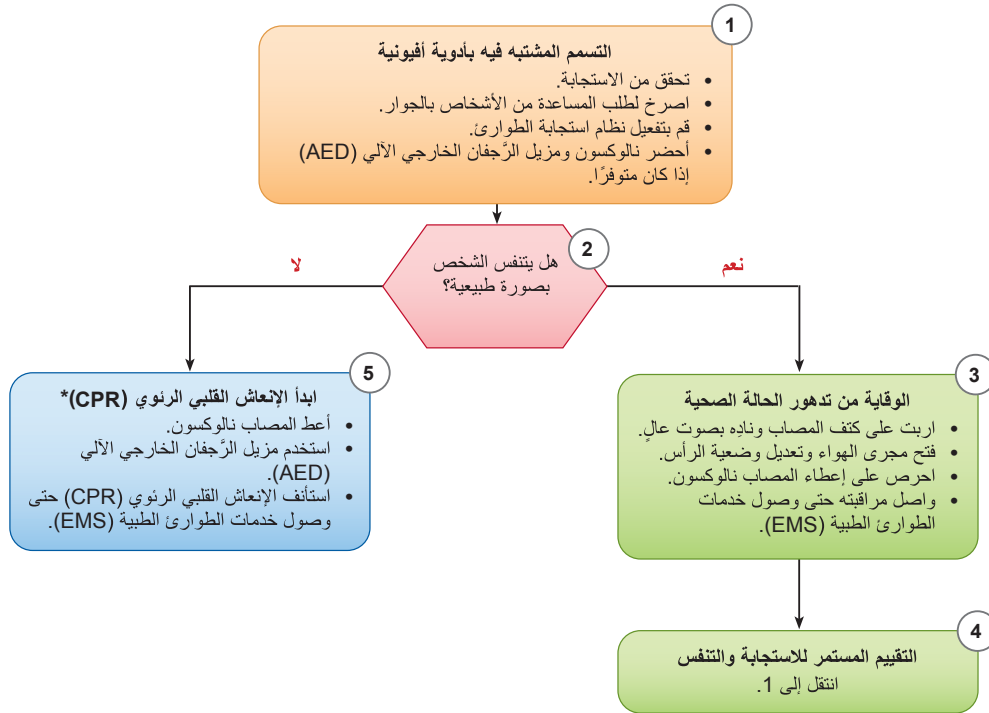 1
التسمم المشتبه فيه بأدوية أفيونية
• تحقق من الاستجابة.
• اصرخ لطلب المساعدة من الأشخاص بالجوار.
• قم بتفعيل نظام استجابة الطوارئ.
• أحضر نالوكسون ومزيل الرَّجفان الخارجي الآلي (AED)
إذا كان متوفرًا.
2
هل يتنفس الشخص
بصورة طبيعية؟
نعم
لا
3
الوقاية من تدهور الحالة الصحية
• اربت على كتف المصاب ونادِه بصوت عالٍ.
• فتح مجرى الهواء وتعديل وضعية الرأس.
• احرص على إعطاء المصاب نالوكسون.
• واصل مراقبته حتى وصول خدمات
الطوارئ الطبية (EMS).
4
التقييم المستمر للاستجابة والتنفس
انتقل إلى 1.
5
ابدأ الإنعاش القلبي الرئوي (CPR)*
• أعط المصاب نالوكسون.
• استخدم مزيل الرَّجفان الخارجي الآلي
(AED).
• استأنف الإنعاش القلبي الرئوي (CPR) حتى
وصول خدمات الطوارئ الطبية (EMS).